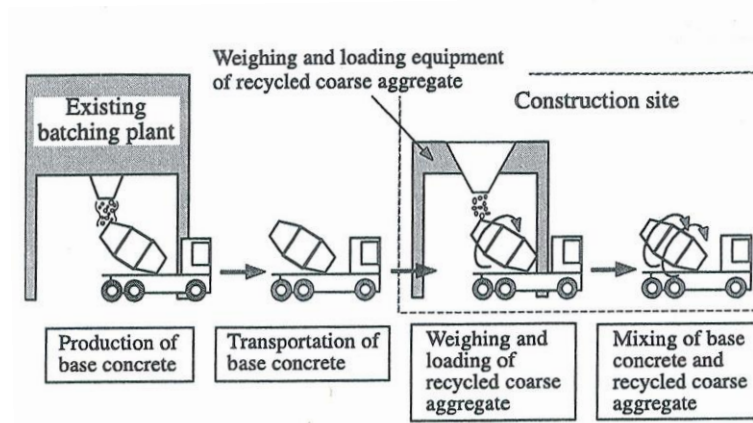 Weighing and loading equipment
of recycled coarse aggregate
Existing
batching plant
Construction site
Production of
base concrete
Transportation of
base concrete
Weighing and
loading of
recycled coarse
aggregate
Mixing of base
concrete and
recycled coarse
aggregate